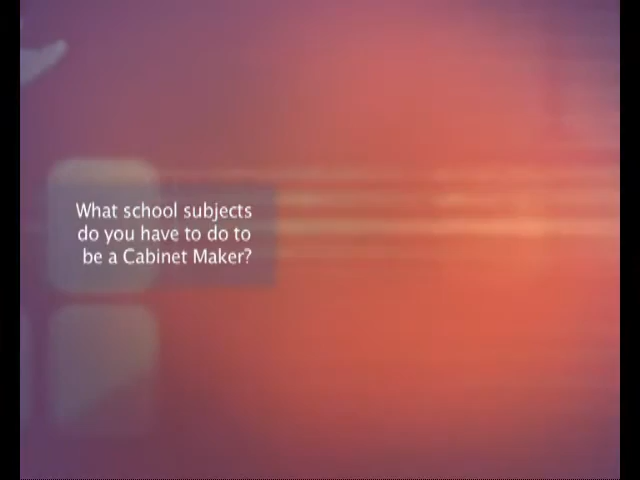 What school subjects
do you have to do to
be a Cabinet Maker?